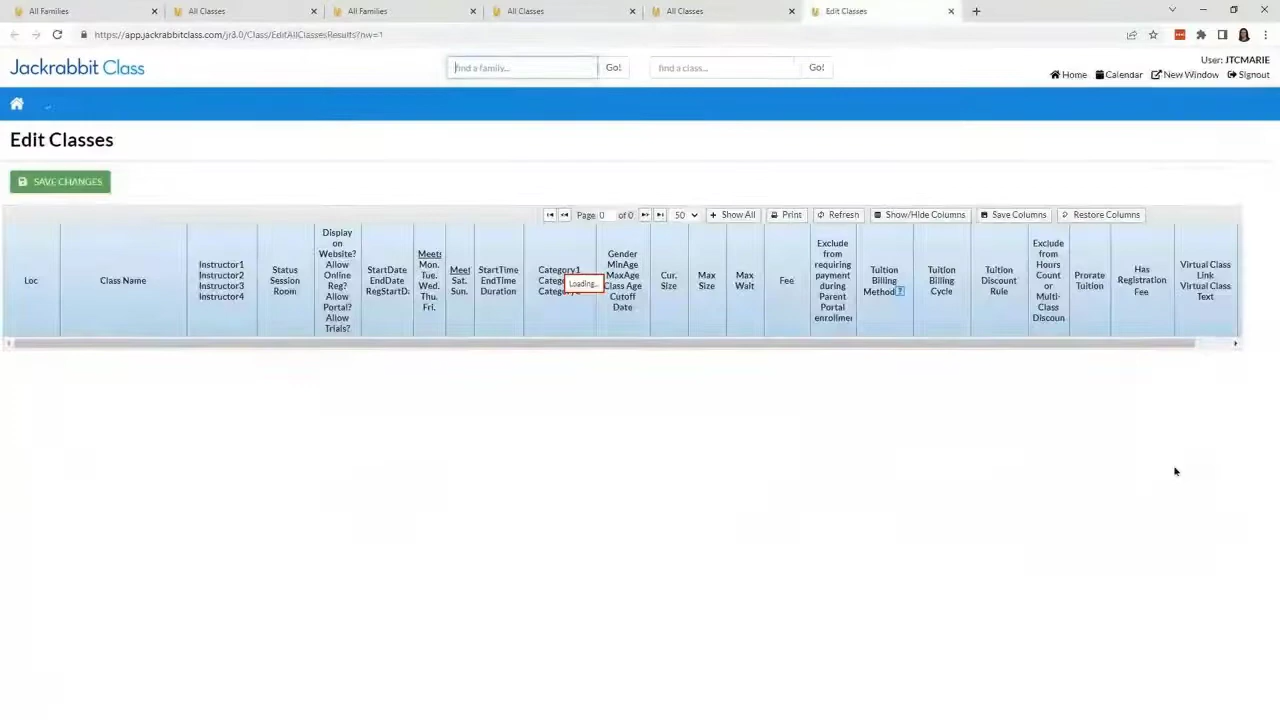 All Families
All Classes
All Families
All Classes
All Classes
Edit Classes
https://app.jackrabbitclass.com/jr3.0/Class/EditAllClassesResults?nw=1
Jackrabbit Class
find a family...
Go!
find a class...
Go!
User: JTCMARIE
Home
Calendar
New Window
Signout
Edit Classes
SAVE CHANGES
Page 0 of 0
50
Show All
Print
Refresh
Show/Hide Columns
Save Columns
Restore Columns
Loc
Class Name
Instructor1
Instructor2
Instructor3
Instructor4
Status
Session
Room
Display
on
Website?
Allow
Online
Reg?
Allow
Portal?
Allow
Trials?
StartDate
EndDate
RegStartD.
Meets
Mon.
Tue.
Wed.
Thu.
Fri.
Meet
Sat.
Sun.
StartTime
EndTime
Duration
Category1
Loading...
Gender
MinAge
MaxAge
Class Age
Cutoff
Date
Cur.
Size
Max
Size
Max
Wait
Fee
Exclude
from
requiring
payment
during
Parent
Portal
enrollmer
Tuition
Billing
Method?
Tuition
Billing
Cycle
Tuition
Discount
Rule
Exclude
from
Hours
Count
or
Multi-
Class
Discoun
Prorate
Tuition
Has
Registration
Fee
Virtual Class
Link
Virtual Class
Text